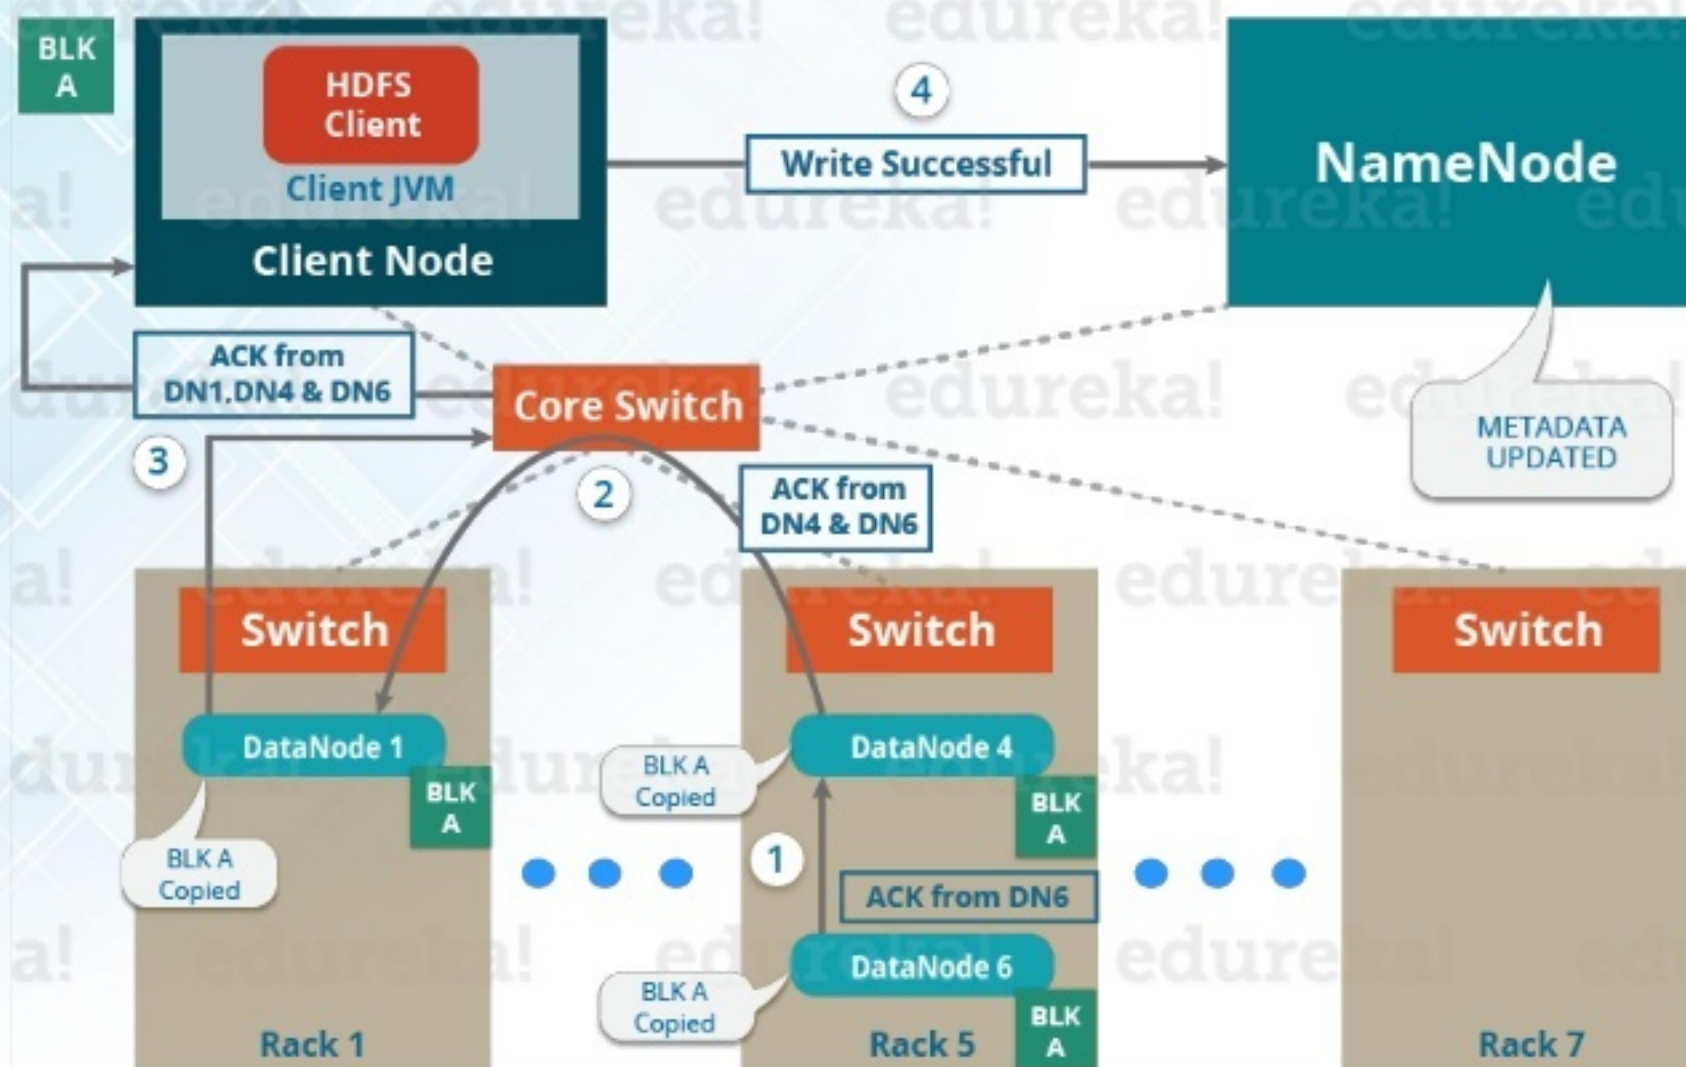 BLK
A
HDFS
Client
Client JVM
Client Node
4
Write Successful
NameNode
ACK from
DN1,DN4 & DN6
Core Switch
METADATA
UPDATED
3
2
ACK from
DN4 & DN6
Switch
Switch
Switch
DataNode 1
BLK
A
BLK A
Copied
DataNode 4
BLK A
Copied
BLK
A
1
ACK from DN6
DataNode 6
BLK A
Copied
BLK
A
Rack 1
Rack 5
Rack 7
edureka!